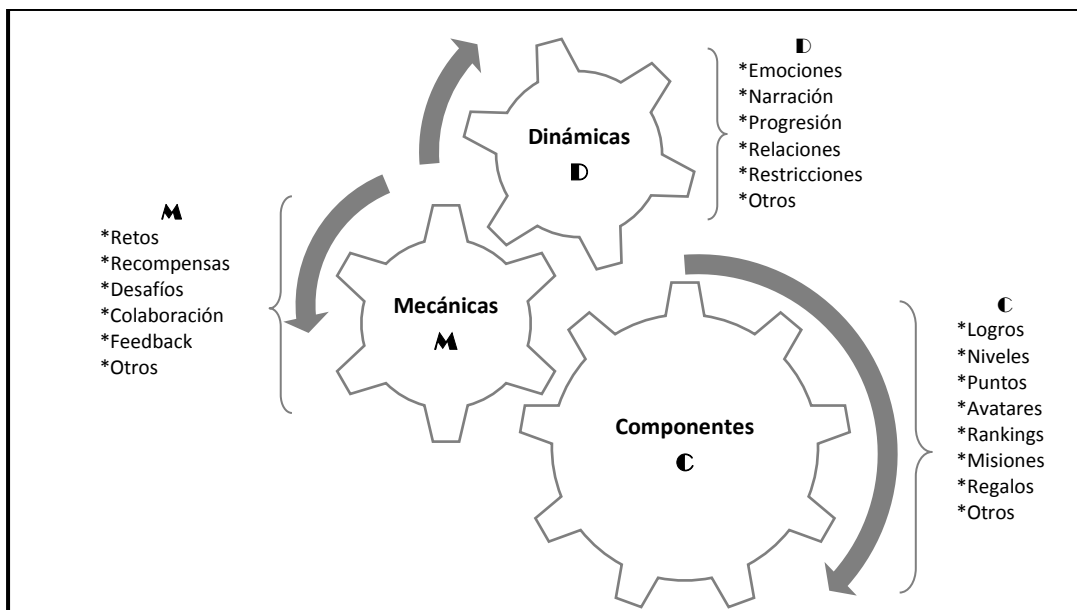 D
*Emociones
*Narración
*Progresión
*Relaciones
*Restricciones
*Otros
Dinámicas
D
M
*Retos
*Recompensas
*Desafíos
*Colaboración
*Feedback
*Otros
Mecánicas
M
C
*Logros
*Niveles
*Puntos
*Avatares
*Rankings
*Misiones
*Regalos
*Otros
Componentes
C